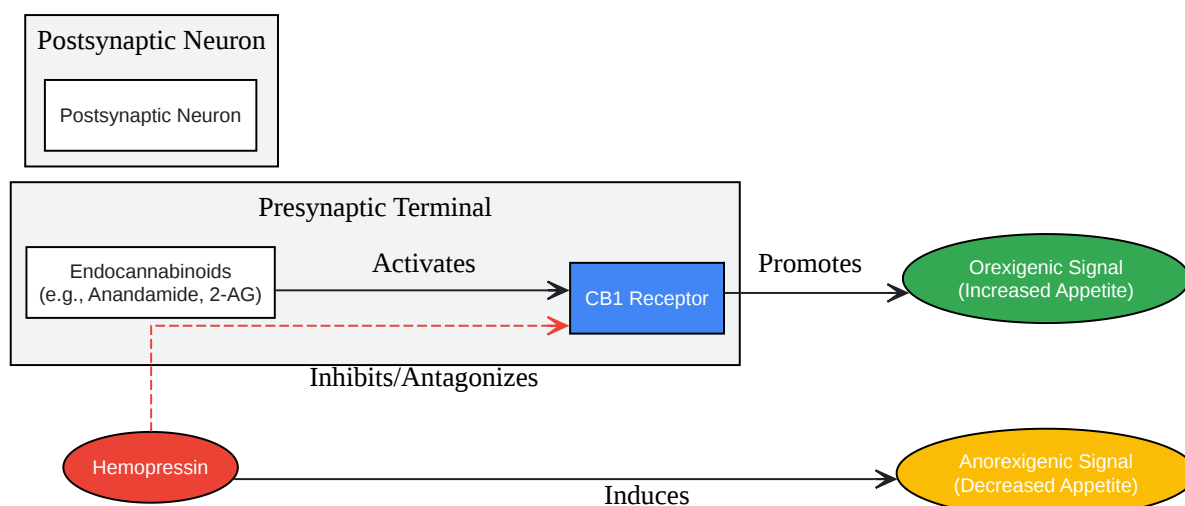 Postsynaptic Neuron
Postsynaptic Neuron
Presynaptic Terminal
Endocannabinoids
(e.g., Anandamide, 2-AG)
Activates
CB1 Receptor
Promotes
Orexigenic Signal
(Increased Appetite)
Inhibits/Antagonizes
Hemopressin
Induces
Anorexigenic Signal
(Decreased Appetite)